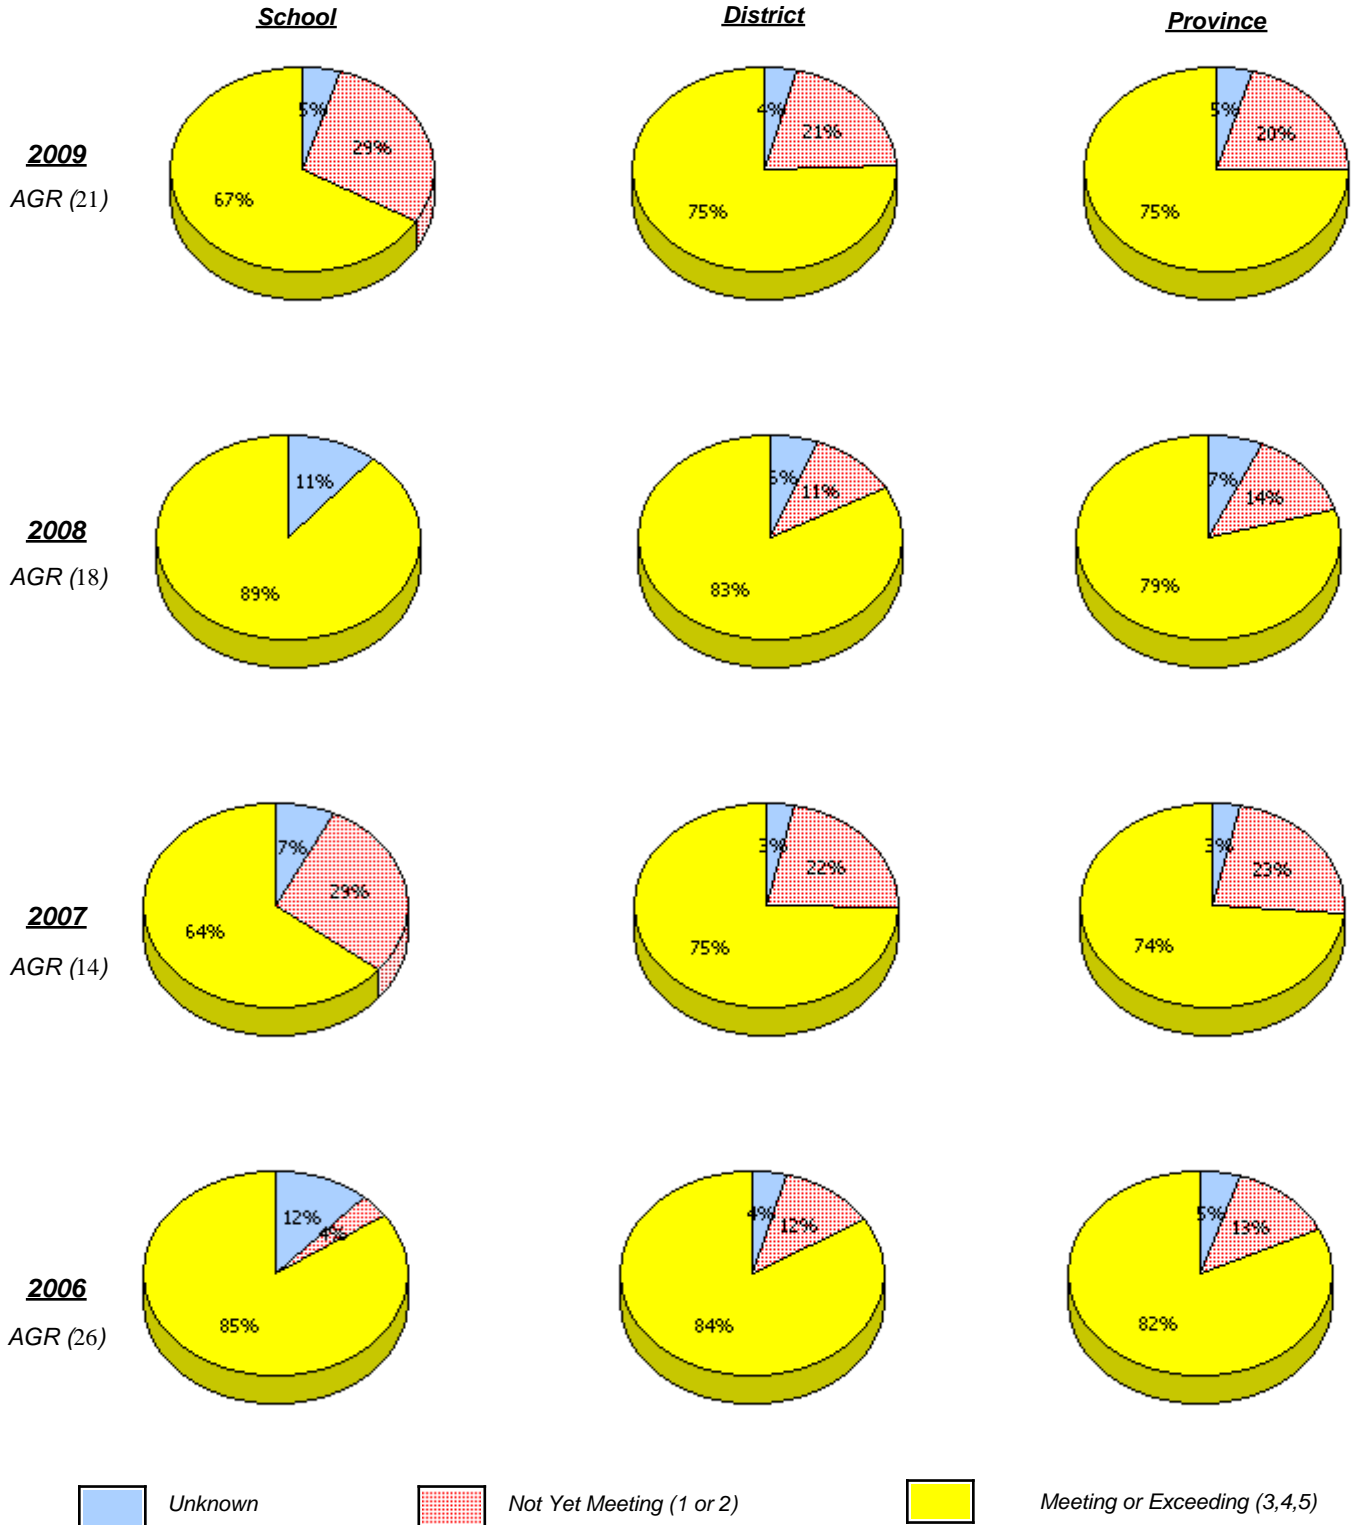 School District Province
2009
AGR (21)
5% 29% 67%
4% 21% 75%
5% 20% 75%
2008
AGR (18)
11% 89%
11% 83%
7% 14% 79%
2007
AGR (14)
7% 29% 64%
3% 22% 75%
3% 23% 74%
2006
AGR (26)
12% 4% 85%
4% 12% 84%
5% 13% 82%
Unknown Not Yet Meeting (1 or 2) Meeting or Exceeding (3,4,5)